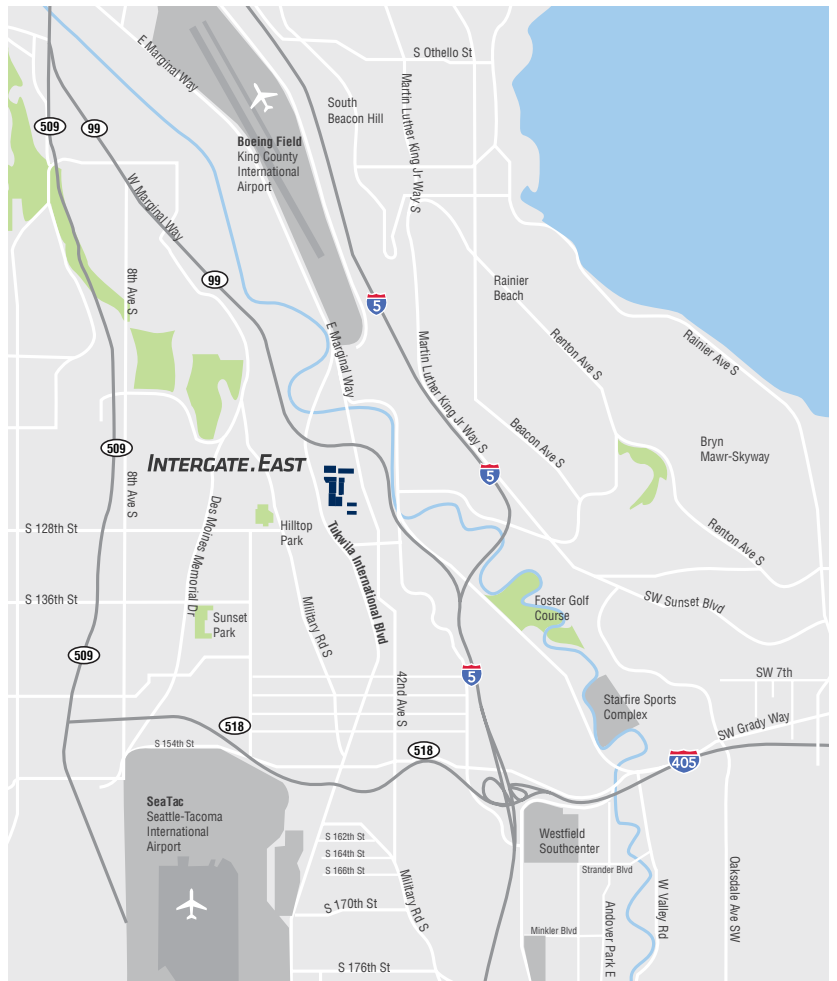 E Marginal Way
S Othello St
South
Beacon Hill
Martin Luther King Jr Way S
509
99
Boeing Field
King County
International
Airport
W Marginal Way
99
8th Ave S
5
Rainier
Beach
E Marginal Way
Martin Luther King Jr Way S
Renton Ave S
Rainier Ave S
Beacon Ave S
Bryn
Mawr-Skyway
509
INTERGATE.EAST
5
8th Ave S
Des Moines Memorial Dr
S 128th St
Hilltop
Park
Tukwila International Blvd
Renton Ave S
S 136th St
Sunset
Park
Military Rd S
Foster Golf
Course
SW Sunset Blvd
509
5
42nd Ave S
SW 7th
Starfire Sports
Complex
SW Grady Way
518
S 154th St
518
405
SeaTac
Seattle-Tacoma
International
Airport
S 162th St
S 164th St
S 166th St
S 170th St
Military Rd S
S 176th St
Westfield
Southcenter
Strander Blvd
Minkler Blvd
Andover Park E
W Valley Rd
Oaksdale Ave SW